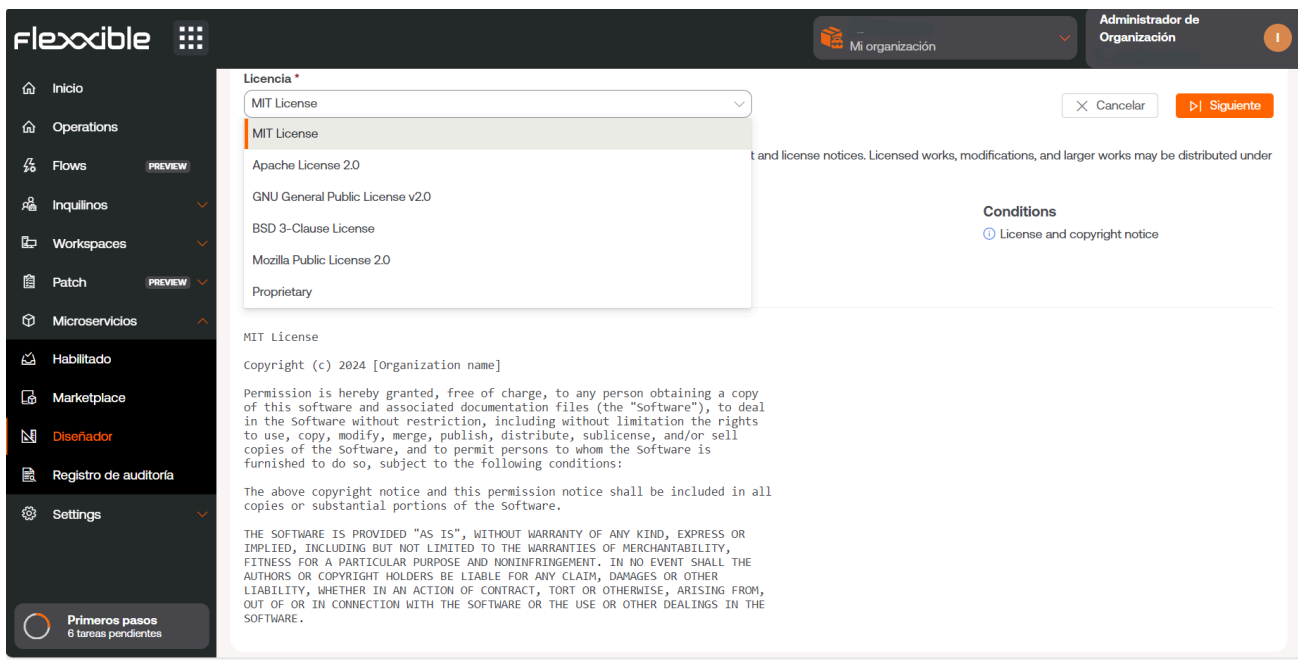 Flexxible
Mi organización
Administrador de
Organización
I
Inicio
Operations
Flows PREVIEW
Inquilinos
Workspaces
Patch PREVIEW
Microservicios
Habilitado
Marketplace
Diseñador
Registro de auditoría
Settings
Primeros pasos
6 tareas pendientes
Licencia *
MIT License
Cancelar
Siguiente
MIT License
Apache License 2.0
GNU General Public License v2.0
BSD 3-Clause License
Mozilla Public License 2.0
Proprietary
t and license notices. Licensed works, modifications, and larger works may be distributed under
Conditions
License and copyright notice
MIT License
Copyright (c) 2024 [Organization name]
Permission is hereby granted, free of charge, to any person obtaining a copy
of this software and associated documentation files (the "Software"), to deal
in the Software without restriction, including without limitation the rights
to use, copy, modify, merge, publish, distribute, sublicense, and/or sell
copies of the Software, and to permit persons to whom the Software is
furnished to do so, subject to the following conditions:
The above copyright notice and this permission notice shall be included in all
copies or substantial portions of the Software.
THE SOFTWARE IS PROVIDED "AS IS", WITHOUT WARRANTY OF ANY KIND, EXPRESS OR
IMPLIED, INCLUDING BUT NOT LIMITED TO THE WARRANTIES OF MERCHANTABILITY,
FITNESS FOR A PARTICULAR PURPOSE AND NONINFRINGEMENT. IN NO EVENT SHALL THE
AUTHORS OR COPYRIGHT HOLDERS BE LIABLE FOR ANY CLAIM, DAMAGES OR OTHER
LIABILITY, WHETHER IN AN ACTION OF CONTRACT, TORT OR OTHERWISE, ARISING FROM,
OUT OF OR IN CONNECTION WITH THE SOFTWARE OR THE USE OR OTHER DEALINGS IN THE
SOFTWARE.